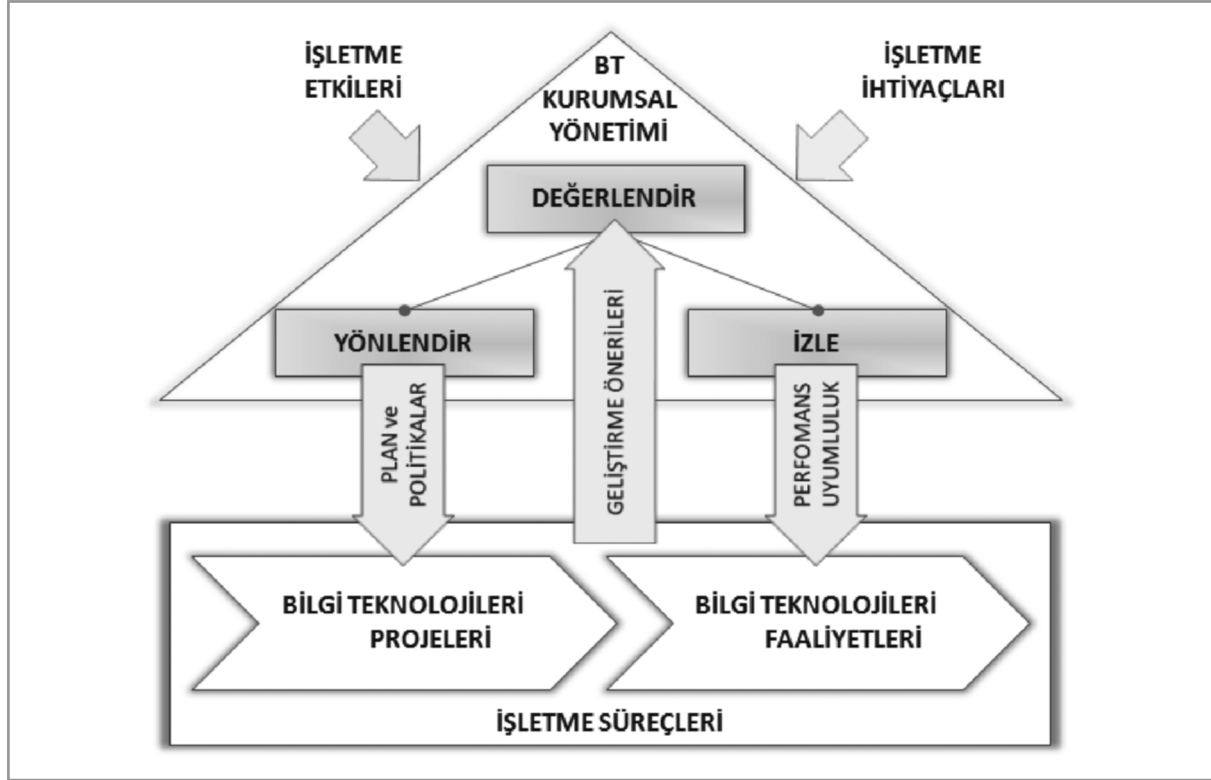 İŞLETME
ETKİLERİ
BT
KURUMSAL
YÖNETİMİ
İŞLETME
İHTİYAÇLARI
DEĞERLENDİR
YÖNLENDİR
İZLE
PLAN ve
POLİTİKALAR
GELİŞTİRME ÖNERİLERİ
PERFOMANS
UYUMLULUK
BİLGİ TEKNOLOJİLERİ
PROJELERİ
BİLGİ TEKNOLOJİLERİ
FAALİYETLERİ
İŞLETME SÜREÇLERİ